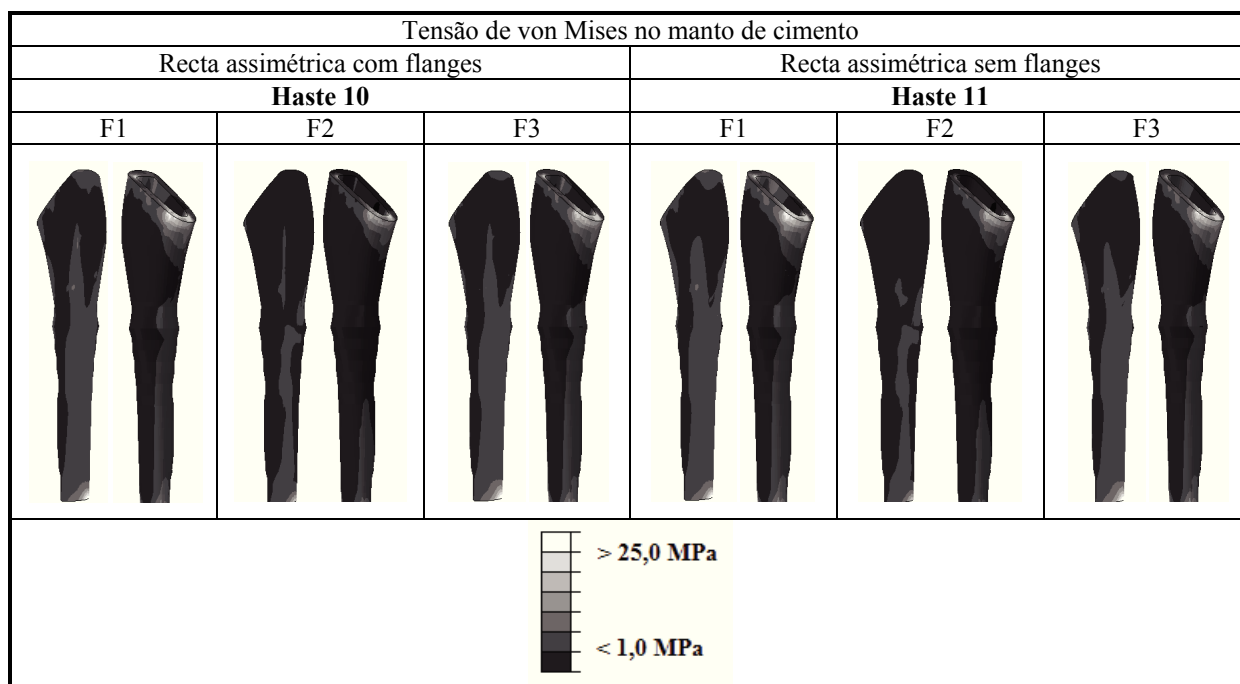 Tensão de von Mises no manto de cimento
Recta assimétrica com flanges Recta assimétrica sem flanges
Haste 10 Haste 11
F1 F2 F3 F1 F2 F3
> 25,0 MPa
< 1,0 MPa